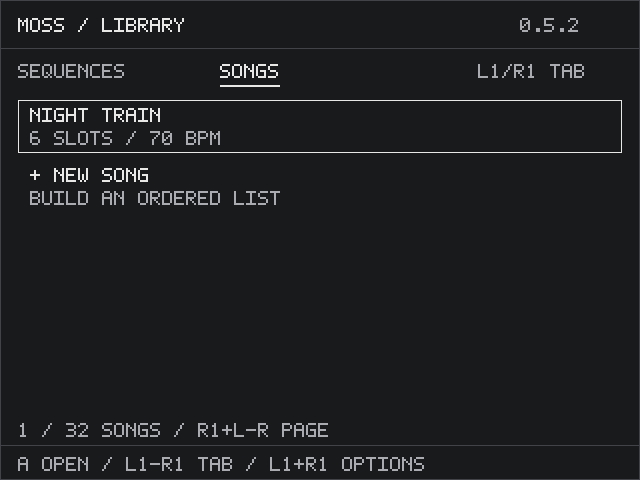 MOSS / LIBRARY 0.5.2
SEQUENCES SONGS L1/R1 TAB
NIGHT TRAIN
6 SLOTS / 70 BPM
+ NEW SONG
BUILD AN ORDERED LIST
1 / 32 SONGS / R1+L-R PAGE
A OPEN / L1-R1 TAB / L1+R1 OPTIONS